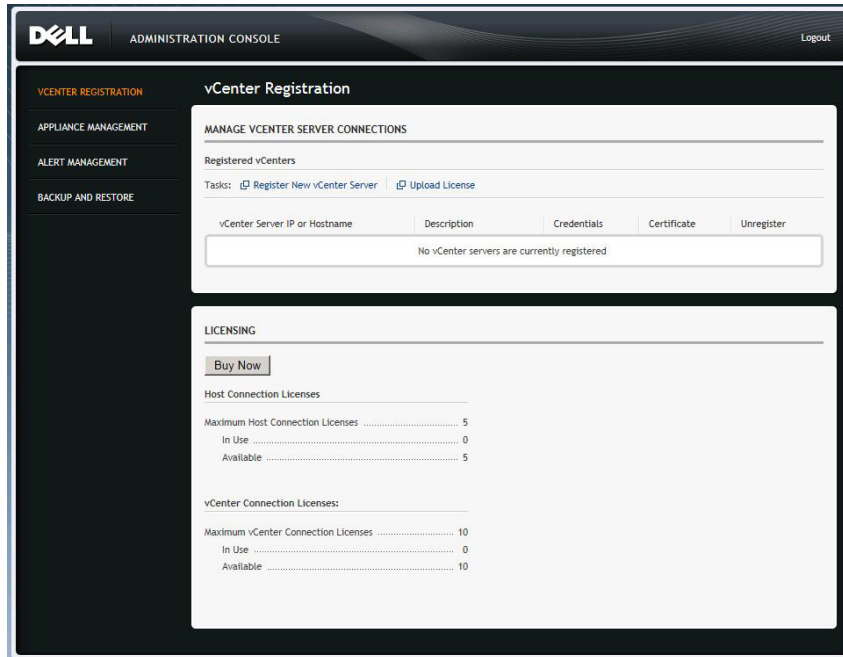 DELL ADMINISTRATION CONSOLE Logout
VCENTER REGISTRATION
APPLIANCE MANAGEMENT
ALERT MANAGEMENT
BACKUP AND RESTORE
vCenter Registration
MANAGE VCENTER SERVER CONNECTIONS
Registered vCenters
Tasks: Register New vCenter Server Upload License
vCenter Server IP or Hostname Description Credentials Certificate Unregister
No vCenter servers are currently registered
LICENSING
Buy Now
Host Connection Licenses
Maximum Host Connection Licenses ........................................ 5
In Use ........................................ 0
Available ........................................ 5
vCenter Connection Licenses:
Maximum vCenter Connection Licenses ........................... 10
In Use ........................................ 0
Available ........................................ 10